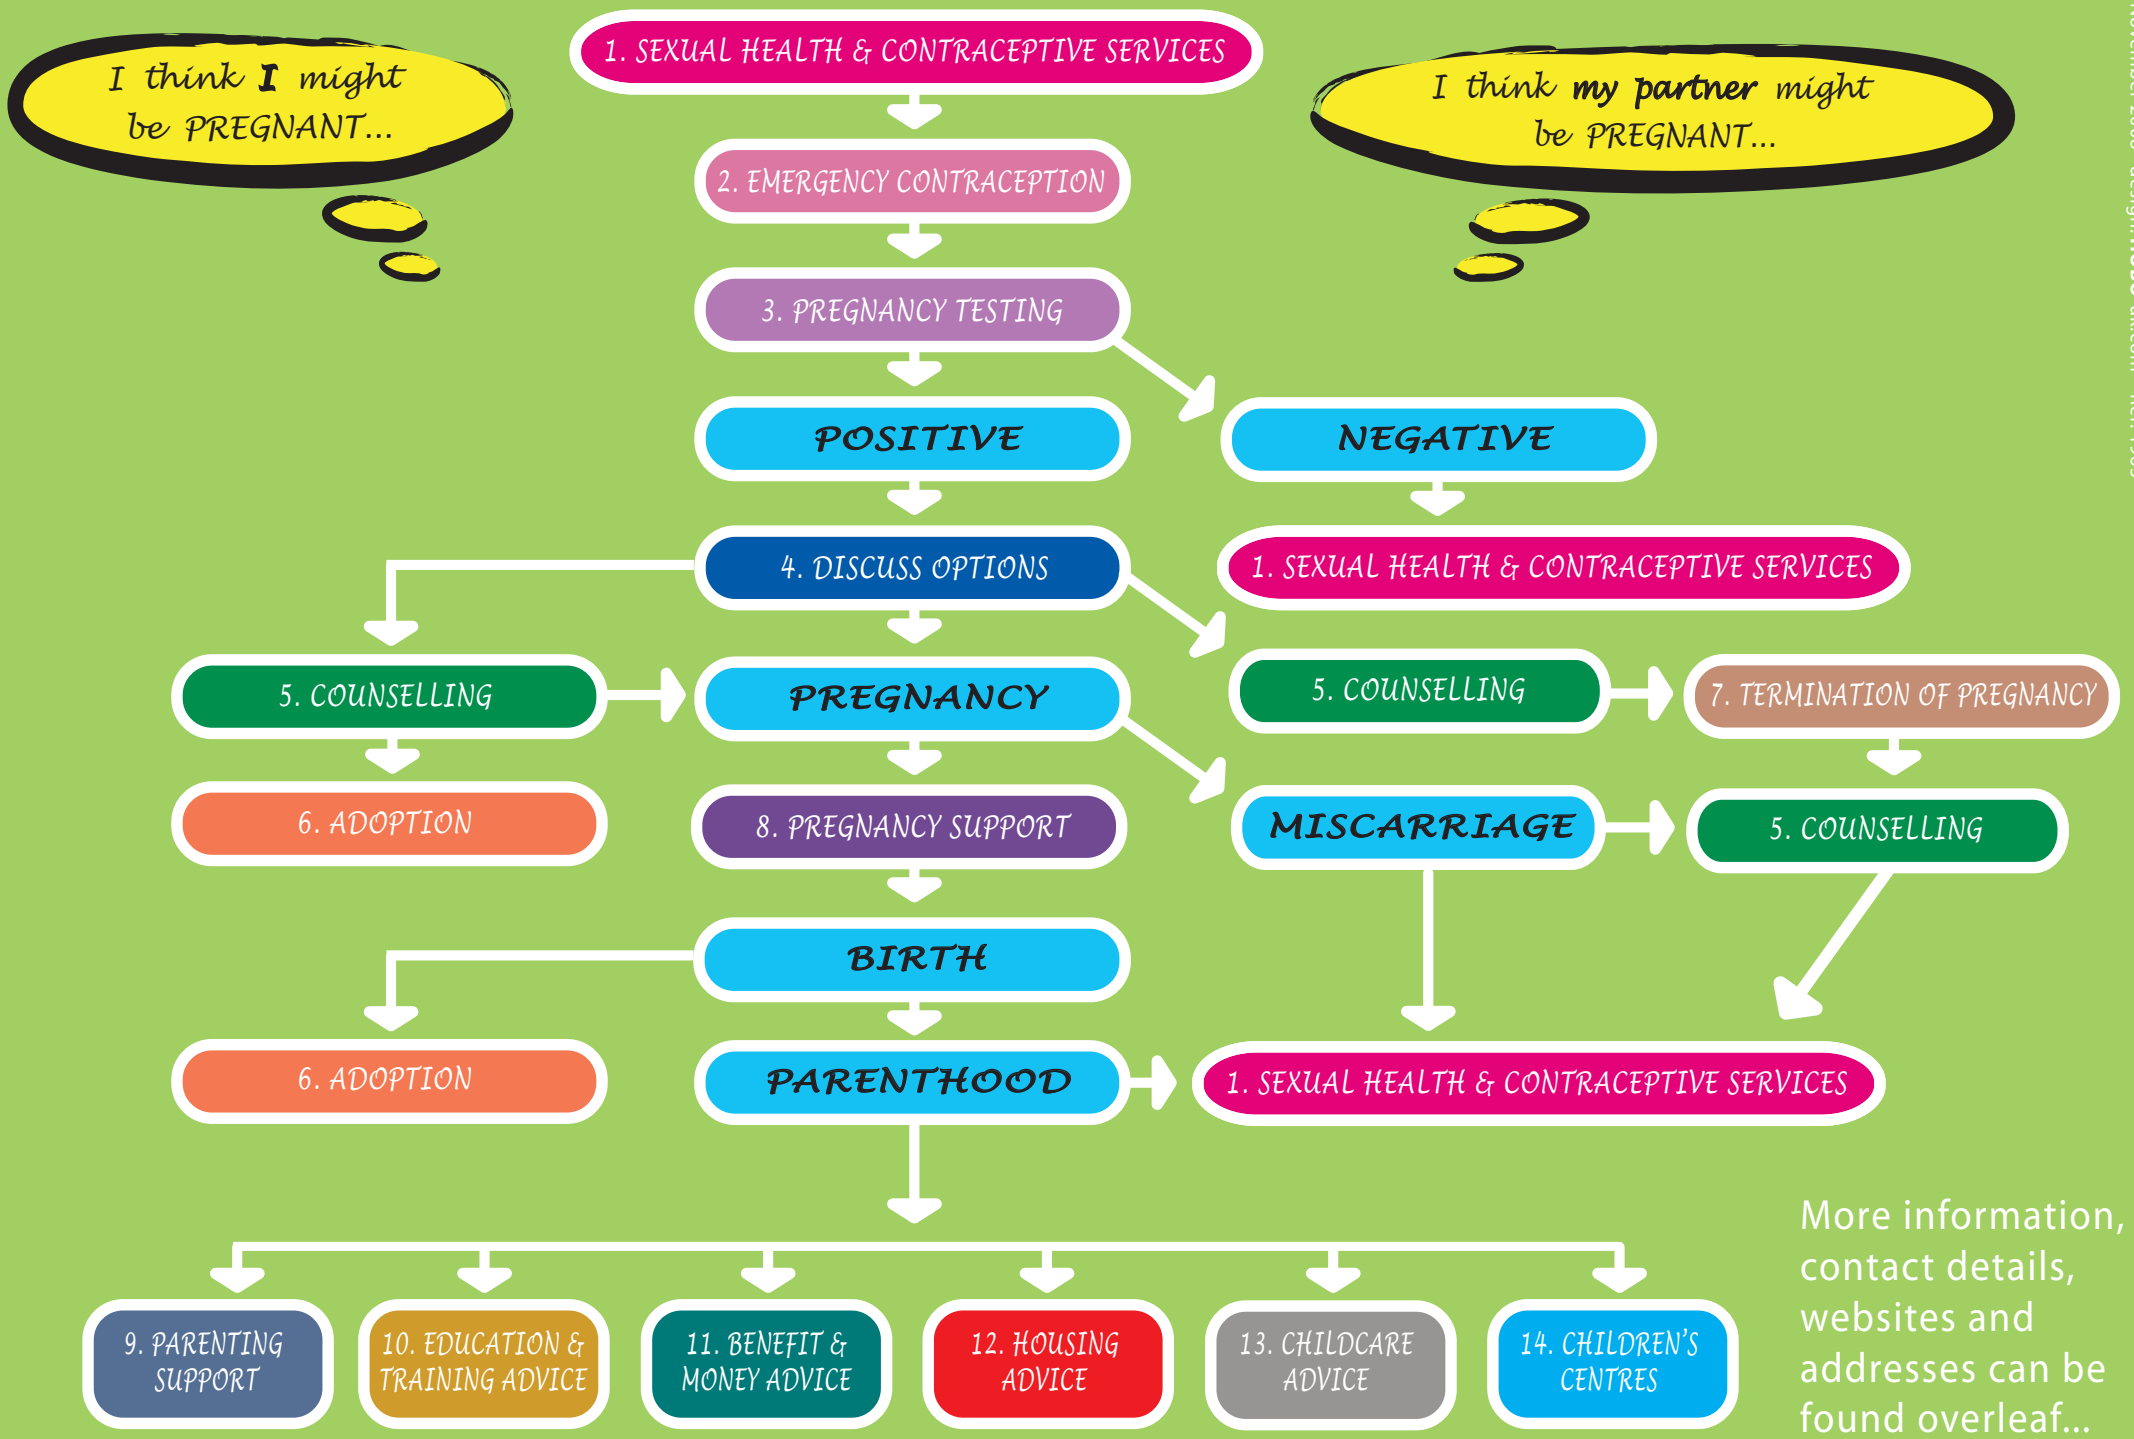 I think I might
be PREGNANT...
1. SEXUAL HEALTH & CONTRACEPTIVE SERVICES
I think my partner might
be PREGNANT...
2. EMERGENCY CONTRACEPTION
3. PREGNANCY TESTING
POSITIVE
NEGATIVE
4. DISCUSS OPTIONS
1. SEXUAL HEALTH & CONTRACEPTIVE SERVICES
5. COUNSELLING
PREGNANCY
5. COUNSELLING
7. TERMINATION OF PREGNANCY
6. ADOPTION
8. PREGNANCY SUPPORT
MISCARRIAGE
5. COUNSELLING
BIRTH
6. ADOPTION
PARENTHOOD
1. SEXUAL HEALTH & CONTRACEPTIVE SERVICES
9. PARENTING
SUPPORT
10. EDUCATION &
TRAINING ADVICE
11. BENEFIT &
MONEY ADVICE
12. HOUSING
ADVICE
13. CHILDCARE
ADVICE
14. CHILDREN'S
CENTRES
More information,
contact details,
websites and
addresses can be
found overleaf...